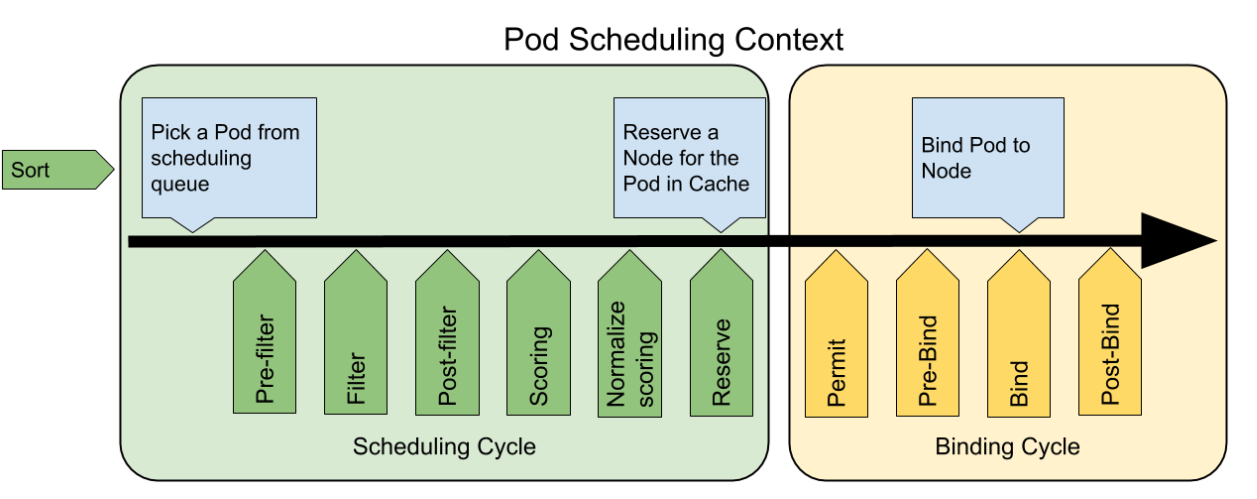 Pod Scheduling Context
Sort
Pick a Pod from
scheduling
queue
Reserve a
Node for the
Pod in Cache
Bind Pod to
Node
Pre-filter
Filter
Post-filter
Scoring
Normalize
scoring
Reserve
Permit
Pre-Bind
Bind
Post-Bind
Scheduling Cycle
Binding Cycle